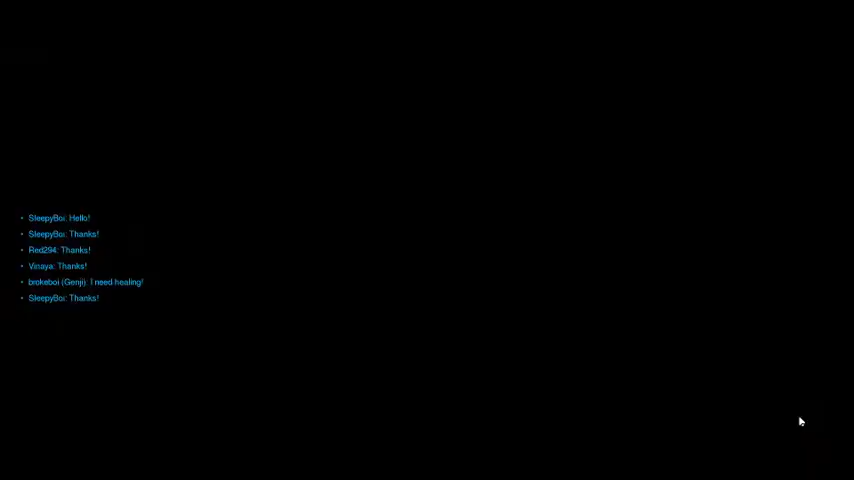 SleepyBoi: Hello!
SleepyBoi: Thanks!
Red294: Thanks!
Vinaya: Thanks!
brokeboi (Genji): I need healing!
SleepyBoi: Thanks!